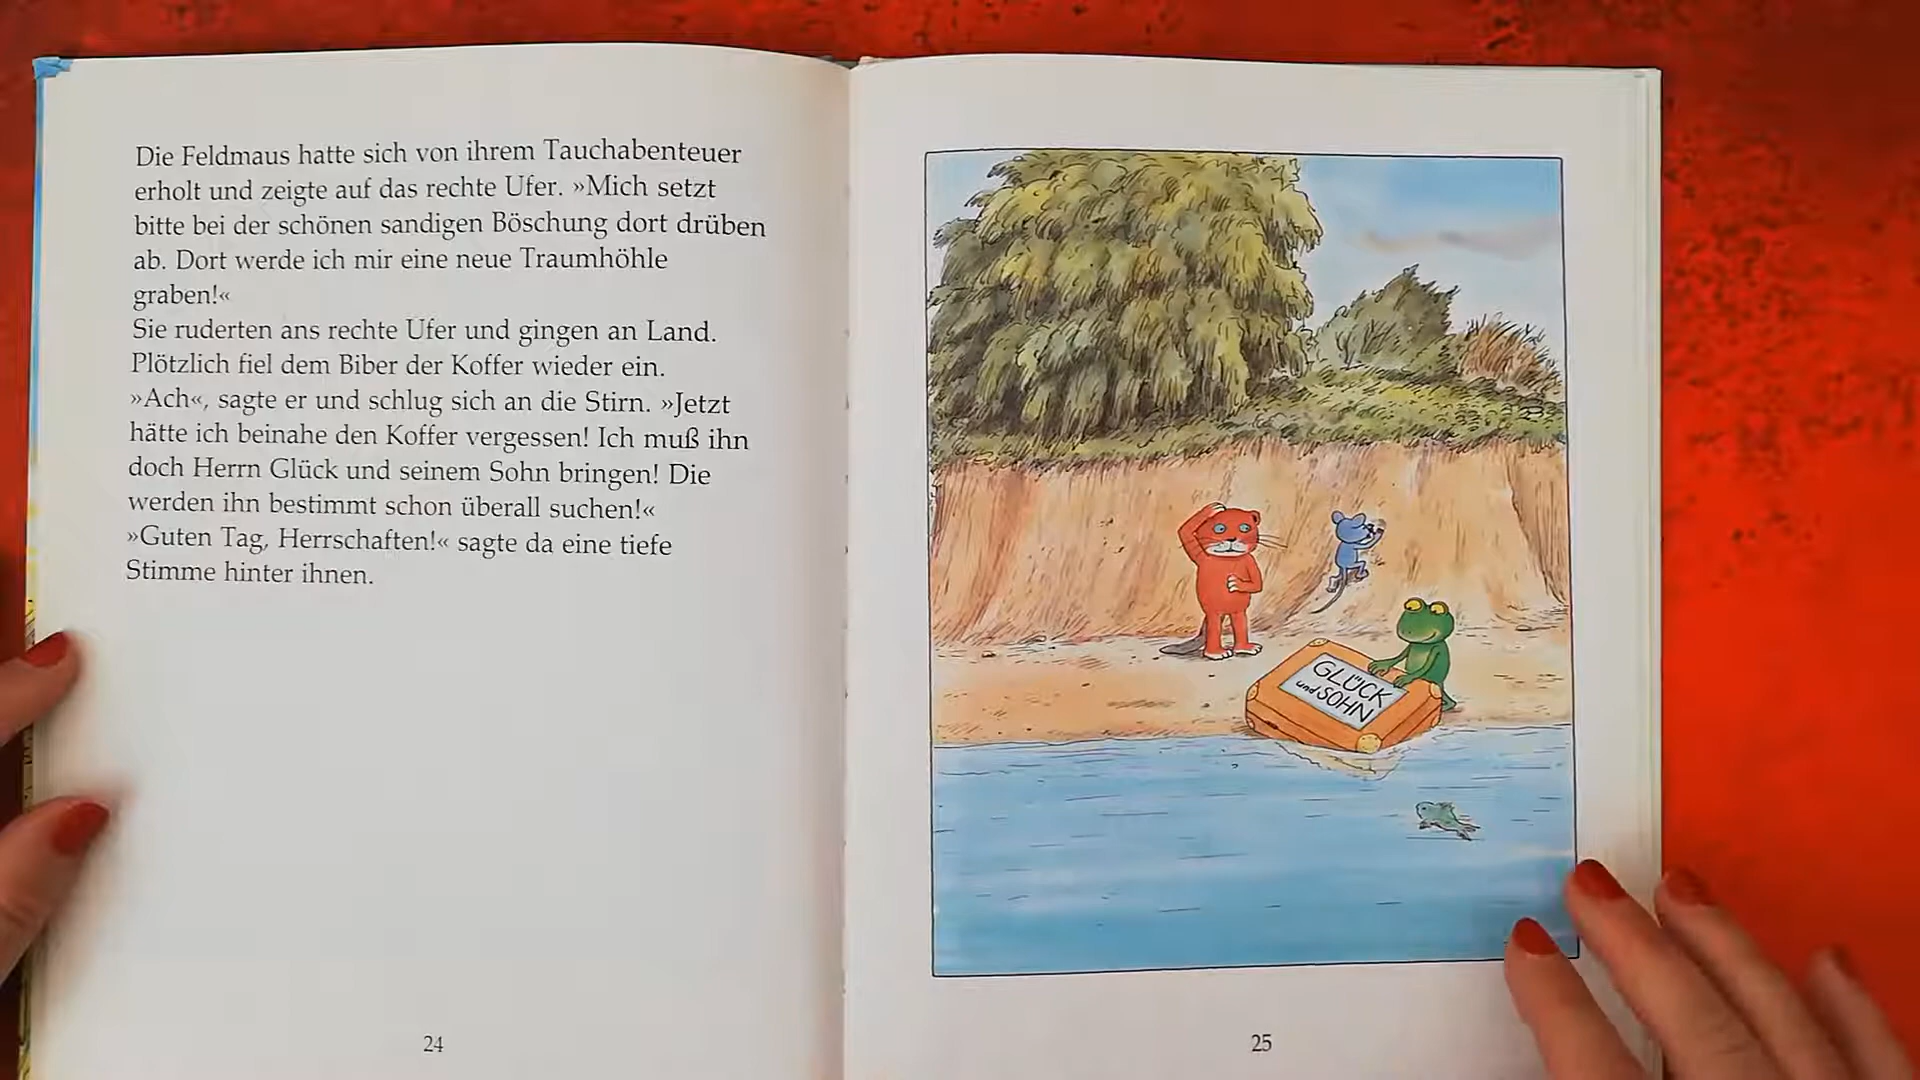 Die Feldmaus hatte sich von ihrem Tauchabenteuer
erholt und zeigte auf das rechte Ufer. »Mich setzt
bitte bei der schönen sandigen Böschung dort drüben
ab. Dort werde ich mir eine neue Traumhöhle
graben!«
Sie ruderten ans rechte Ufer und gingen an Land.
Plötzlich fiel dem Biber der Koffer wieder ein.
»Ach«, sagte er und schlug sich an die Stirn. »Jetzt
hätte ich beinahe den Koffer vergessen! Ich muß ihn
doch Herrn Glück und seinem Sohn bringen! Die
werden ihn bestimmt schon überall suchen!«
»Guten Tag, Herrschaften!« sagte da eine tiefe
Stimme hinter ihnen.
24
GLÜCK
und SOHN
25